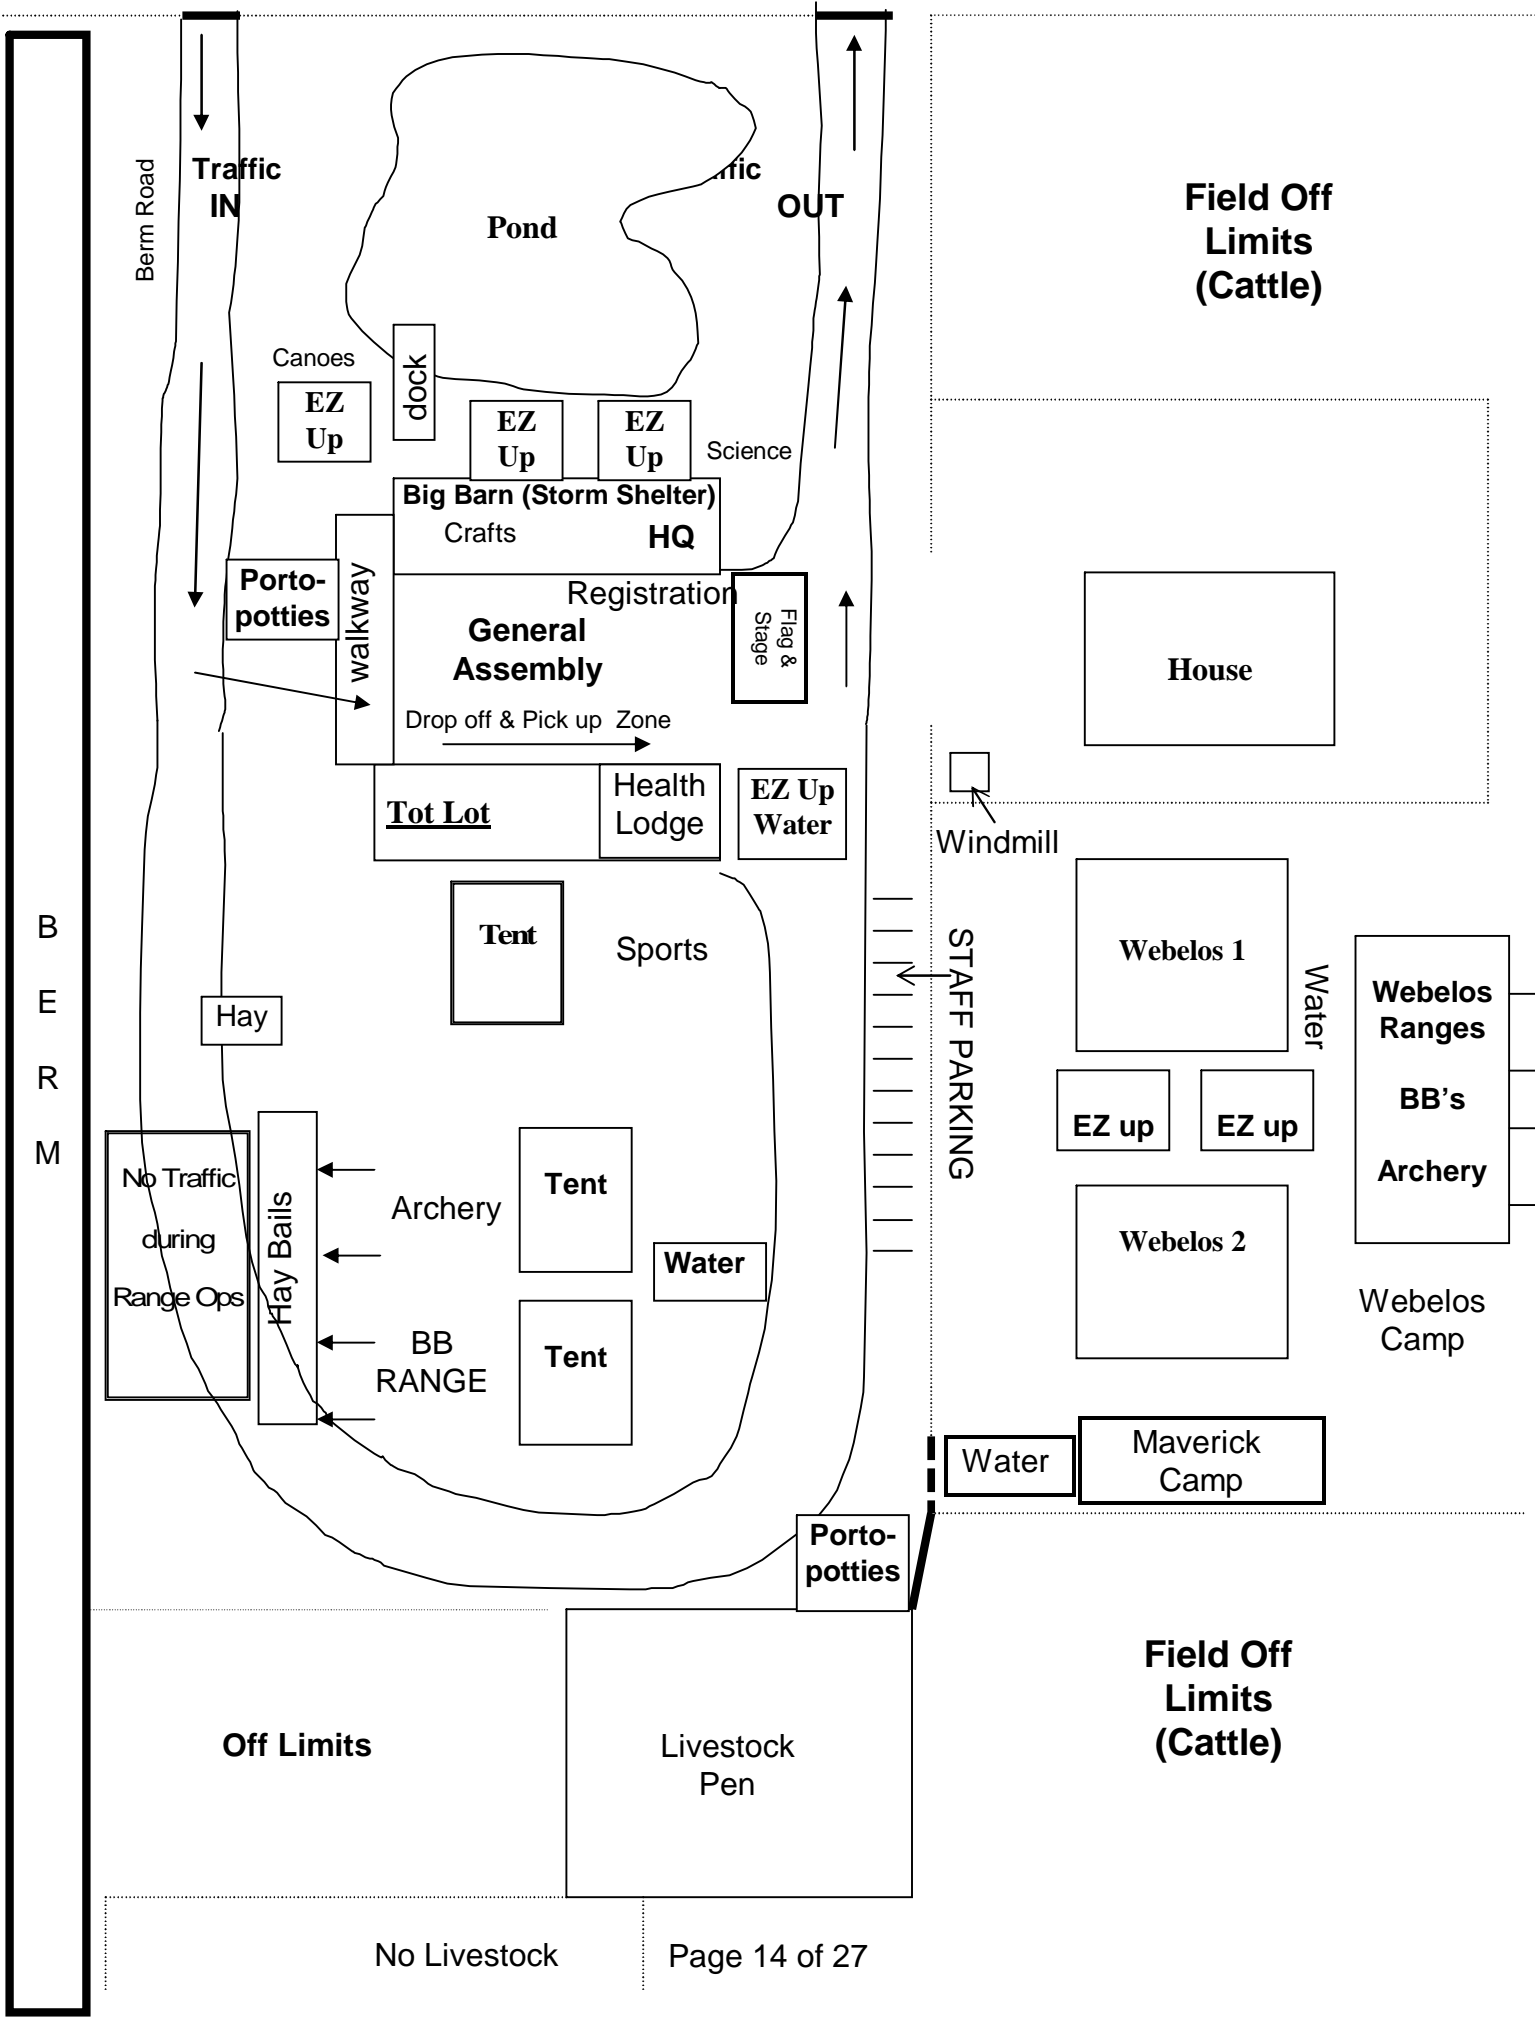 Berm Road
Traffic
IN
Pond
ffic
OUT
Field Off
Limits
(Cattle)
Canoes
EZ
Up
dock
EZ
Up
EZ
Up
Science
Big Barn (Storm Shelter)
Crafts
HQ
Porto-
potties
walkway
Registration
General
Assembly
Flag &
Stage
House
Drop off & Pick up Zone
Tot Lot
Health
Lodge
EZ Up
Water
Windmill
Tent
Sports
STAFF PARKING
Webelos 1
Water
Webelos
Ranges
BB's
Archery
B
E
R
M
Hay
EZ up
EZ up
No Traffic
during
Range Ops
Hay Bails
Archery
Tent
Water
Webelos 2
Webelos
Camp
BB
RANGE
Tent
Water
Maverick
Camp
Porto-
potties
Off Limits
Livestock
Pen
Field Off
Limits
(Cattle)
No Livestock
Page 14 of 27